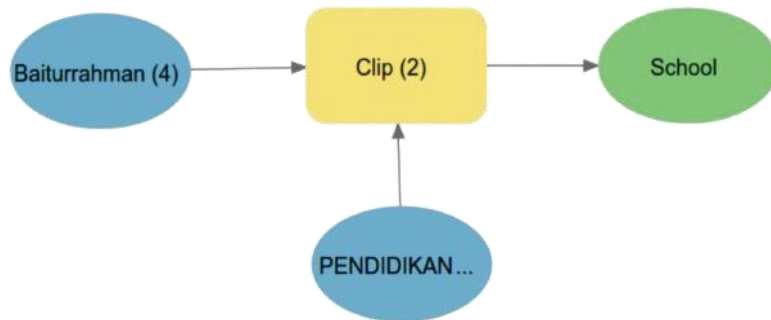 Baiturrahman (4)
Clip (2)
School
PENDIDIKAN...